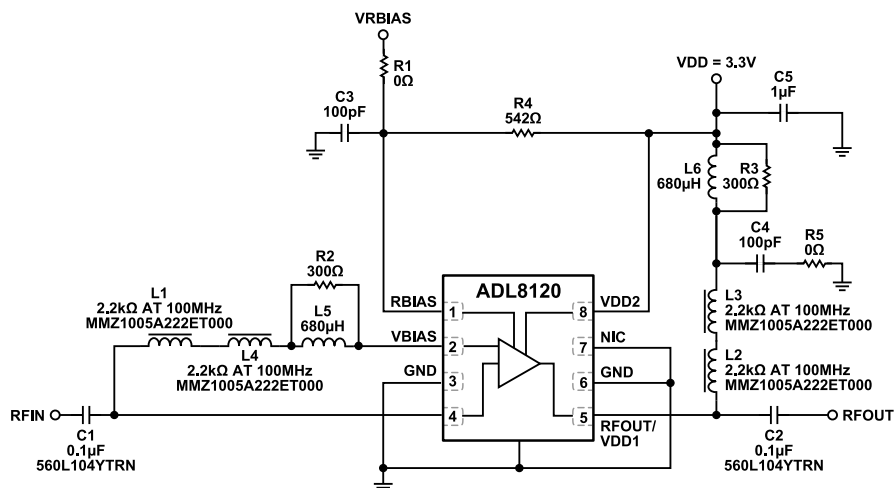 VRBIAS
R1
0Ω
C3
100pF
R4
542Ω
VDD = 3.3V
C5
1µF
L6
680µH
R3
300Ω
C4
100pF
R5
0Ω
R2
300Ω
L1
2.2kΩ AT 100MHz
MMZ1005A222ET000
L5
680µH
L4
2.2kΩ AT 100MHz
MMZ1005A222ET000
ADL8120
RBIAS
1
8
VDD2
VBIAS
2
7
NIC
GND
3
6
GND
4
5
RFOUT/
VDD1
L3
2.2kΩ AT 100MHz
MMZ1005A222ET000
L2
2.2kΩ AT 100MHz
MMZ1005A222ET000
RFIN
C1
0.1µF
560L104YTRN
RFOUT
C2
0.1µF
560L104YTRN